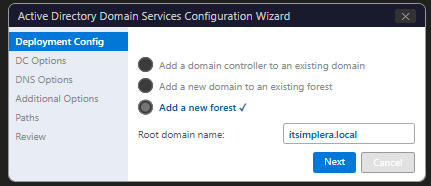 Active Directory Domain Services Configuration Wizard
Deployment Config
DC Options
DNS Options
Additional Options
Paths
Review
Add a domain controller to an existing domain
Add a new domain to an existing forest
Add a new forest ✓
Root domain name:
itsimplera.local
Next
Cancel